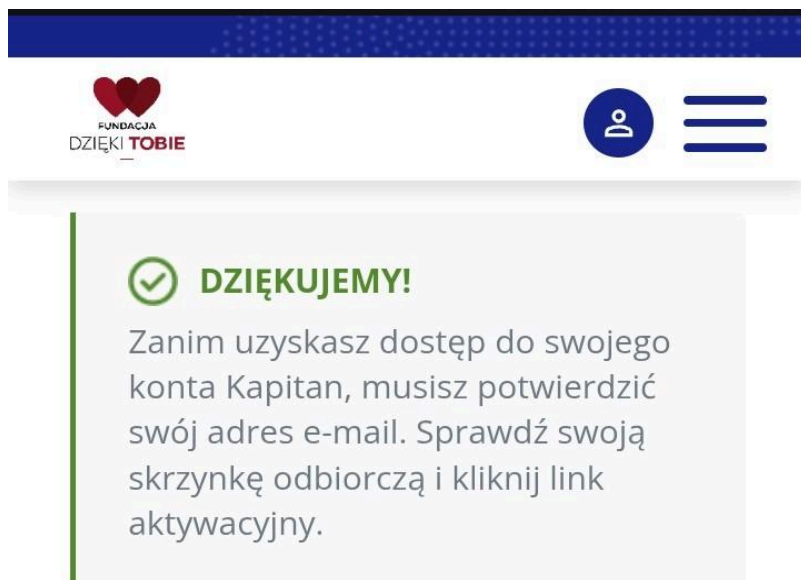 FUNDACJA
DZIĘKI TOBIE
DZIĘKUJEMY!
Zanim uzyskasz dostęp do swojego
konta Kapitan, musisz potwierdzić
swój adres e-mail. Sprawdź swoją
skrzynkę odbiorczą i kliknij link
aktywacyjny.